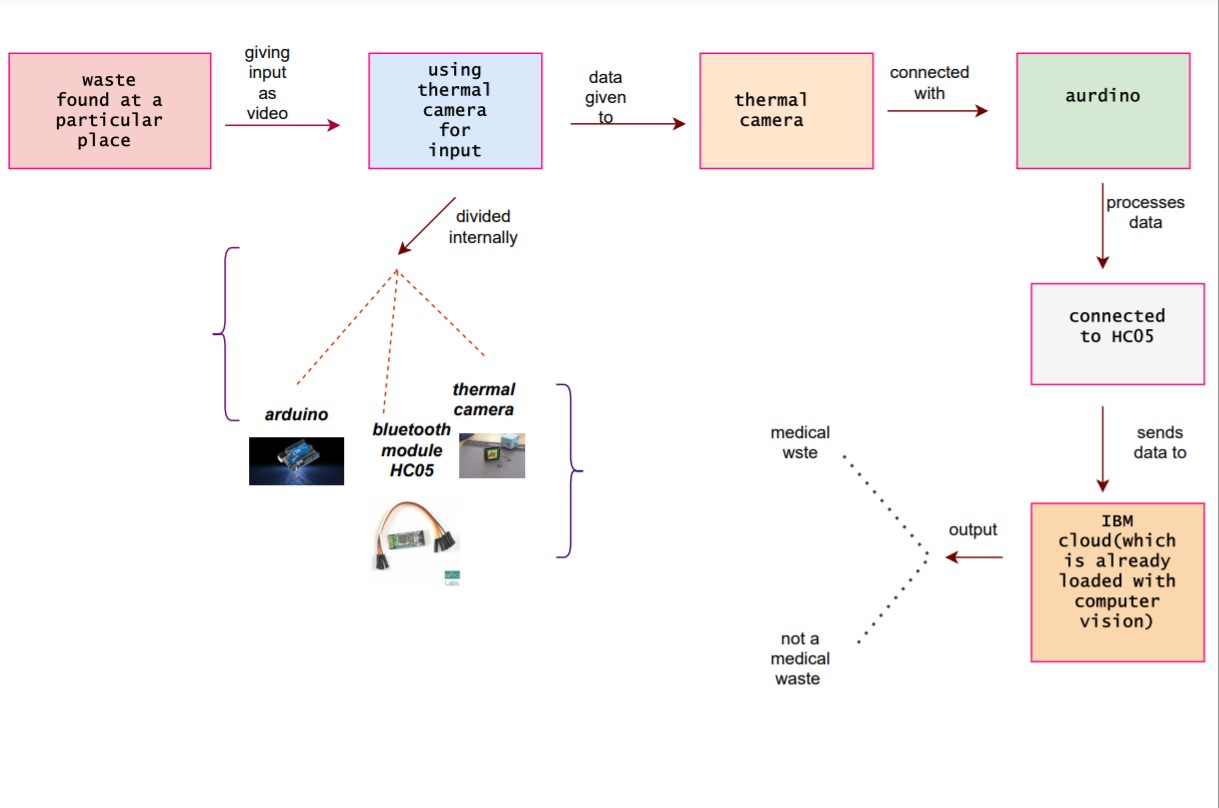 waste
found at a
particular
place
giving
input
as
video
using
thermal
camera
for
input
data
given
to
thermal
camera
connected
with
aurdino
processes
data
divided
internally
connected
to HC05
arduino
bluetooth
module
HC05
thermal
camera
sends
data to
IBM
cloud(which
is already
loaded with
computer
vision)
output
medical
wste
not a
medical
waste
Labs